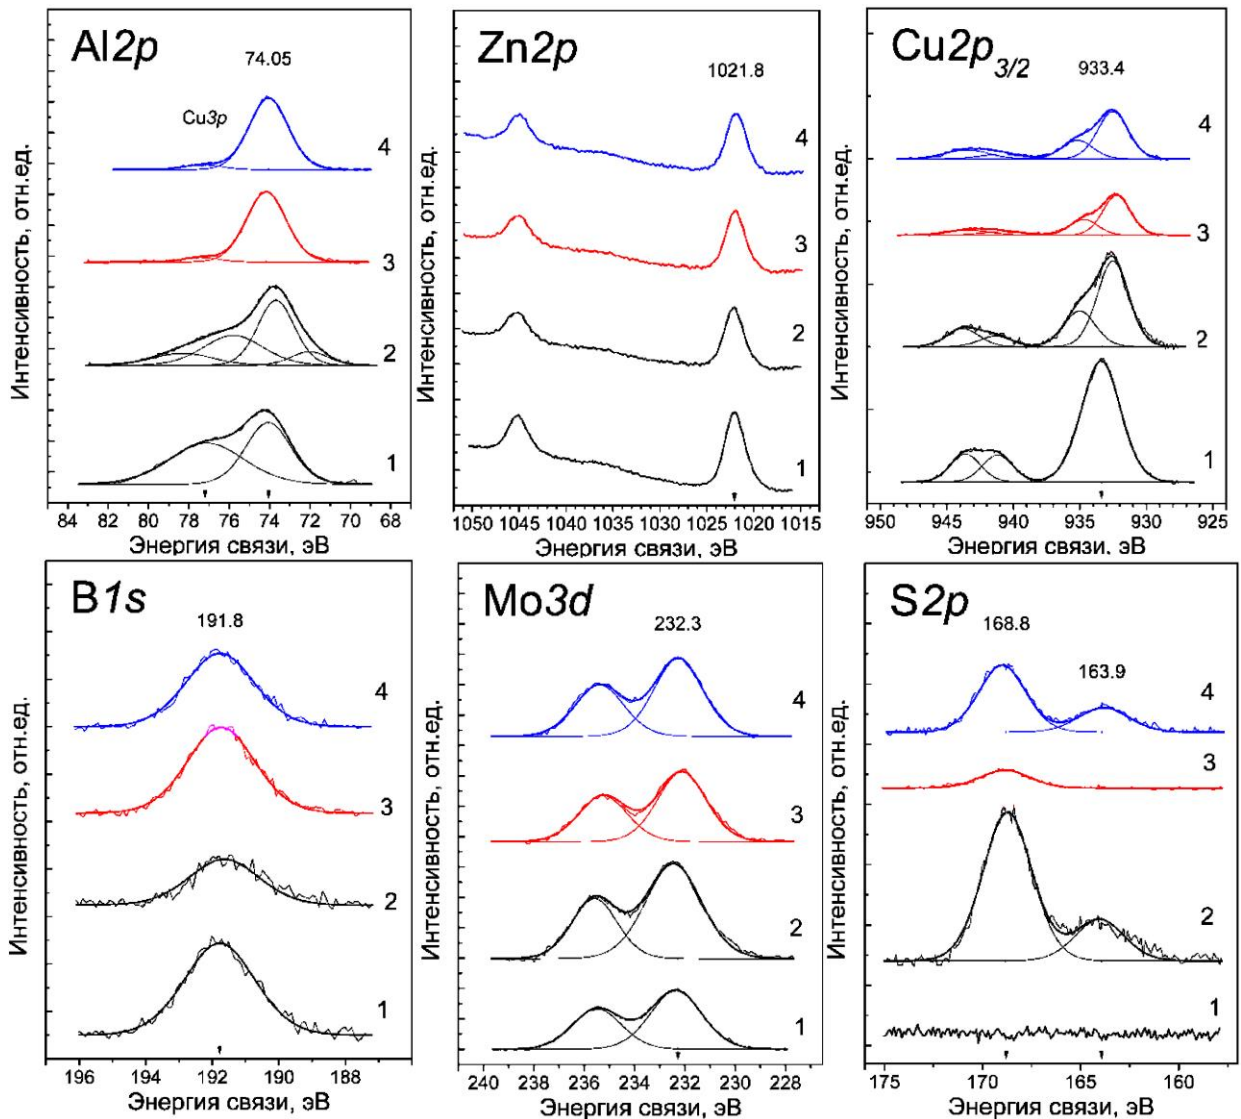 Al2p
74.05
Cu3p
4
3
2
1
84 82 80 78 76 74 72 70 68
Энергия связи, эВ
Интенсивность, отн.ед.
Zn2p
1021.8
4
3
2
1
1050 1045 1040 1035 1030 1025 1020 1015
Энергия связи, эВ
Интенсивность, отн.ед.
Cu2p3/2
933.4
4
3
2
1
950 945 940 935 930 925
Энергия связи, эВ
Интенсивность, отн.ед.
B1s
191.8
4
3
2
1
196 194 192 190 188
Энергия связи, эВ
Интенсивность, отн.ед.
Mo3d
232.3
4
3
2
1
240 238 236 234 232 230 228
Энергия связи, эВ
Интенсивность, отн.ед.
S2p
168.8
163.9
4
3
2
1
175 170 165 160
Энергия связи, эВ
Интенсивность, отн.ед.